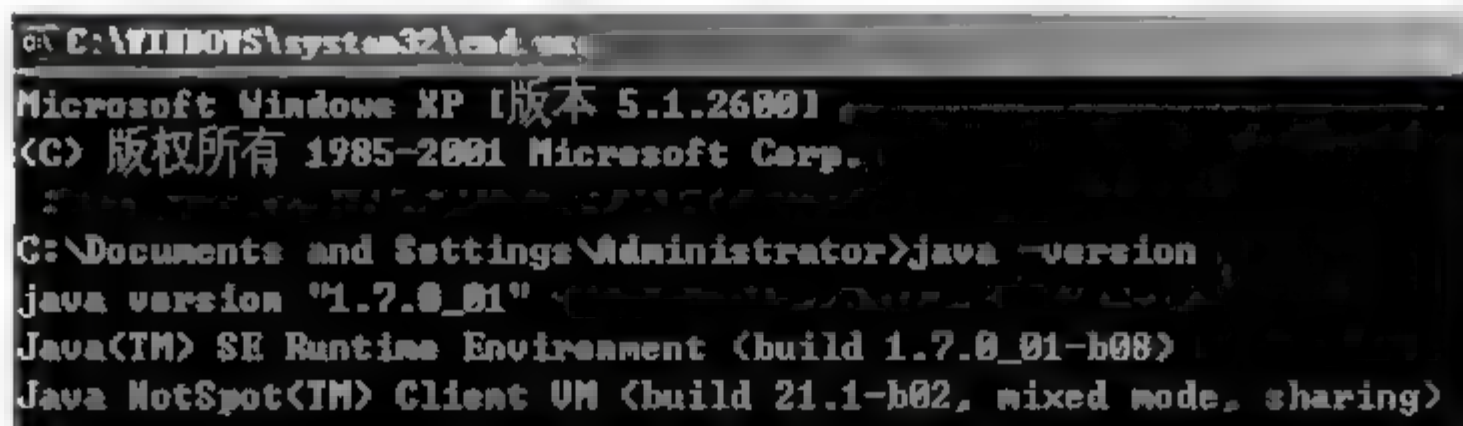 C:\WINDOWS\system32\cmd.exe
Microsoft Windows XP [版本 5.1.2600]
(C) 版权所有 1985-2001 Microsoft Corp.
C:\Documents and Settings\Administrator>java -version
java version "1.7.0_01"
Java(TM) SE Runtime Environment (build 1.7.0_01-b08)
Java HotSpot(TM) Client VM (build 21.1-b02, mixed mode, sharing)